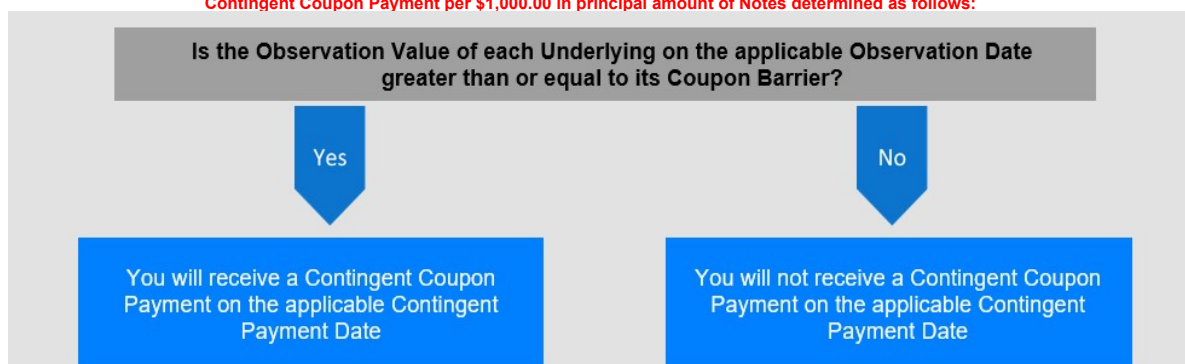 Contingent Coupon Payment per $1,000.00 in principal amount of Notes determined as follows:
Is the Observation Value of each Underlying on the applicable Observation Date
greater than or equal to its Coupon Barrier?
Yes
No
You will receive a Contingent Coupon
Payment on the applicable Contingent
Payment Date
You will not receive a Contingent Coupon
Payment on the applicable Contingent
Payment Date